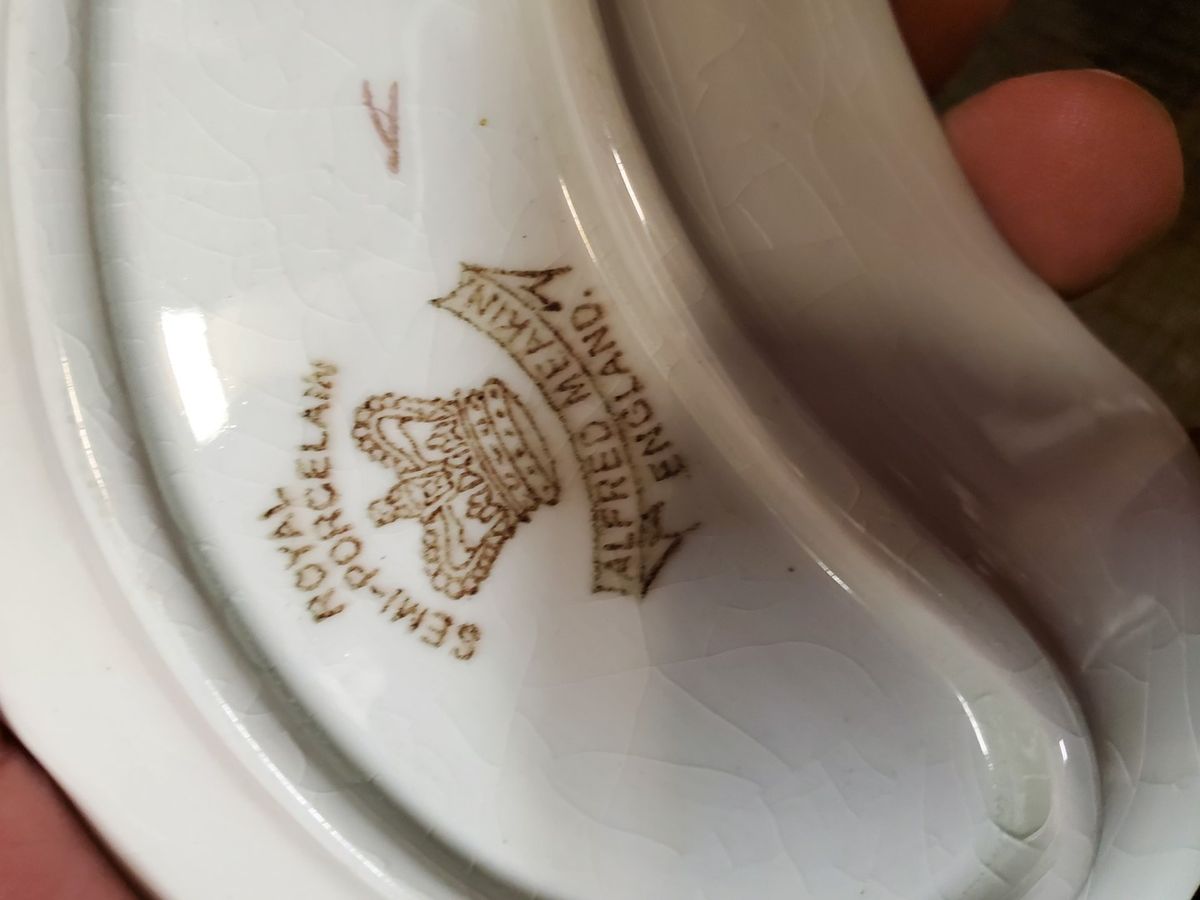 ROYAL
SEMI-PORCELAIN
ALFRED MEAKIN
ENGLAND.